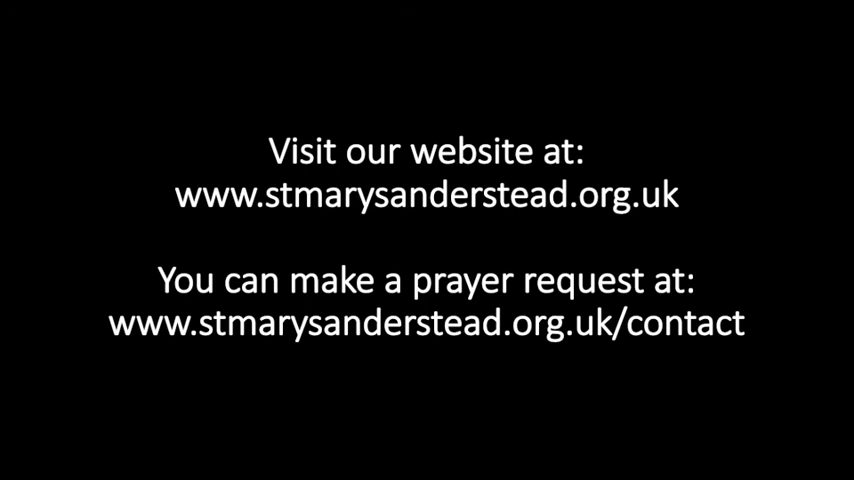 Visit our website at:
www.stmarysanderstead.org.uk
You can make a prayer request at:
www.stmarysanderstead.org.uk/contact